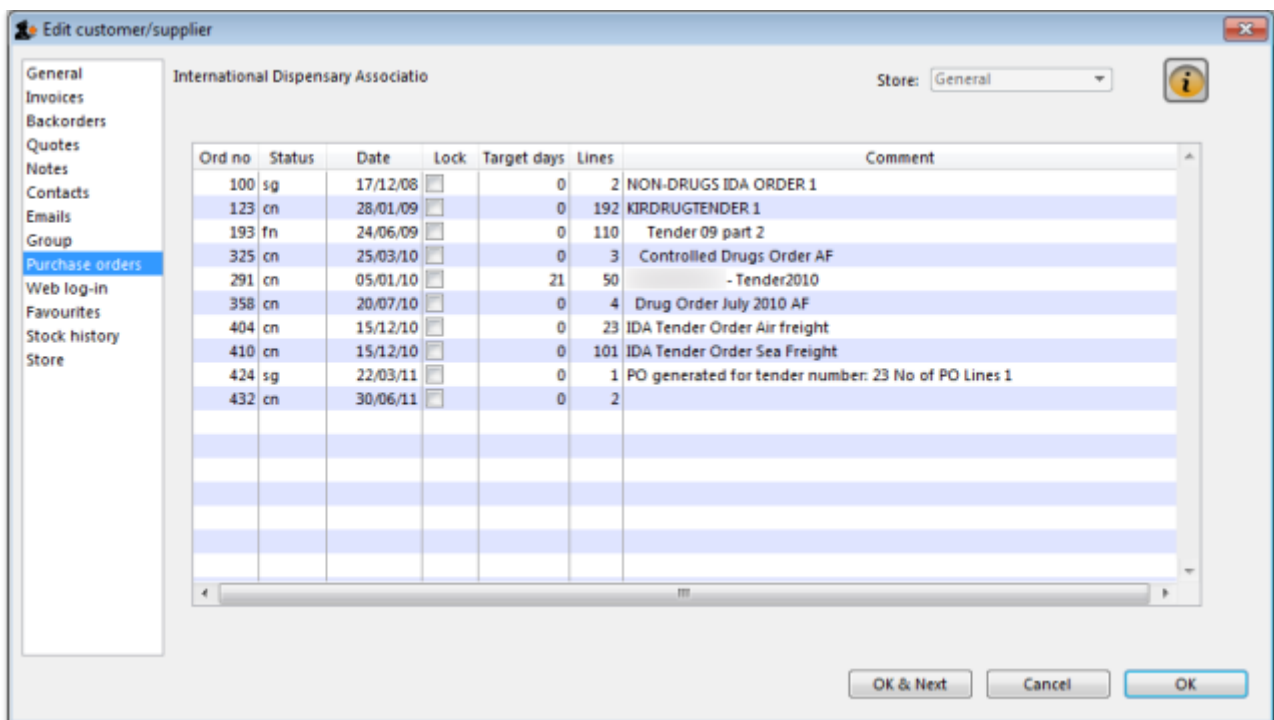 Edit customer/supplier
General
Invoices
Backorders
Quotes
Notes
Contacts
Emails
Group
Purchase orders
Web log-in
Favourites
Stock history
Store
International Dispensary Associatio
Store: General
Ord no Status Date Lock Target days Lines Comment
100 sg 17/12/08 0 2 NON-DRUGS IDA ORDER 1
123 cn 28/01/09 0 192 KIRDRUGTENDER 1
193 fn 24/06/09 0 110 Tender 09 part 2
325 cn 25/03/10 0 3 Controlled Drugs Order AF
291 cn 05/01/10 21 50 - Tender2010
358 cn 20/07/10 0 4 Drug Order July 2010 AF
404 cn 15/12/10 0 23 IDA Tender Order Air freight
410 cn 15/12/10 0 101 IDA Tender Order Sea Freight
424 sg 22/03/11 0 1 PO generated for tender number: 23 No of PO Lines 1
432 cn 30/06/11 0 2
OK & Next Cancel OK